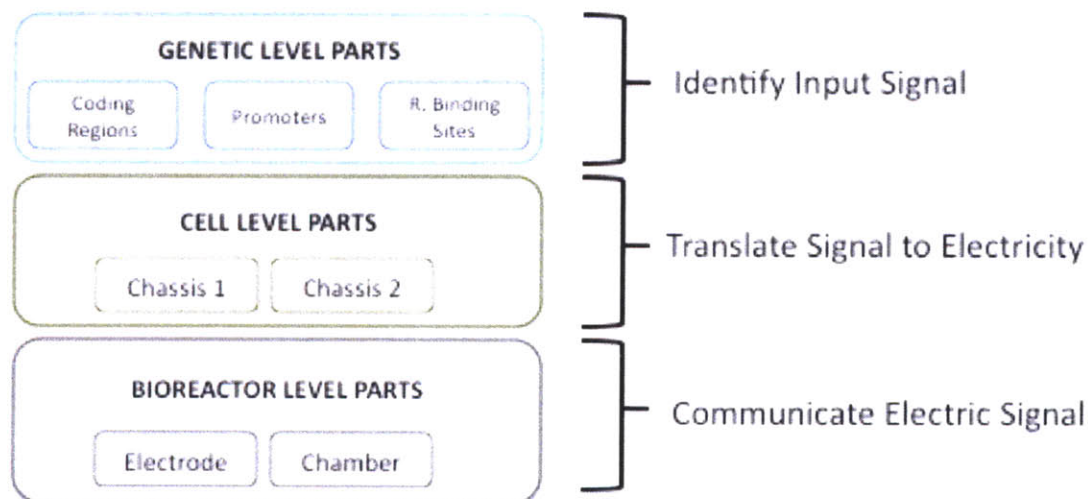 GENETIC LEVEL PARTS
Coding
Regions
Promoters
R. Binding
Sites
Identify Input Signal
CELL LEVEL PARTS
Chassis 1
Chassis 2
Translate Signal to Electricity
BIOREACTOR LEVEL PARTS
Electrode
Chamber
Communicate Electric Signal